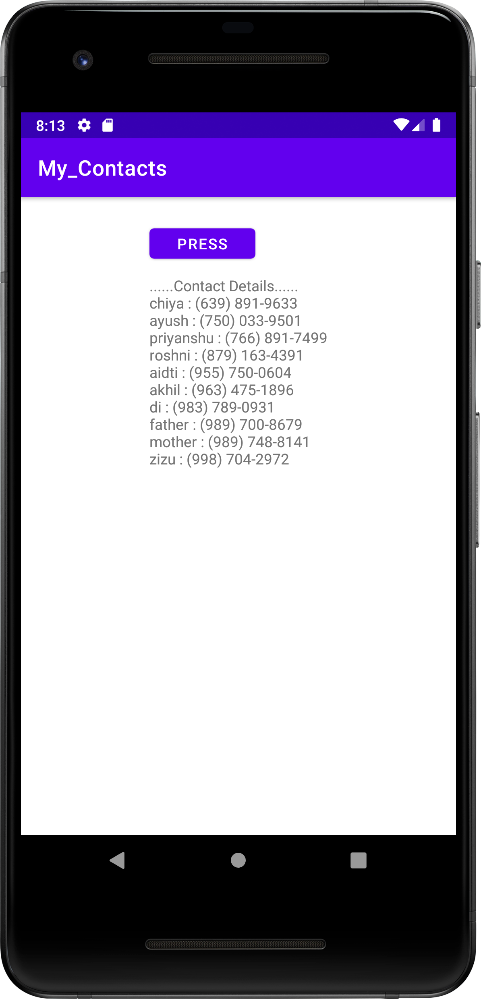 8:13
My_Contacts
PRESS
......Contact Details......
chiya : (639) 891-9633
ayush : (750) 033-9501
priyanshu : (766) 891-7499
roshni : (879) 163-4391
aidti : (955) 750-0604
akhil : (963) 475-1896
di : (983) 789-0931
father : (989) 700-8679
mother : (989) 748-8141
zizu : (998) 704-2972